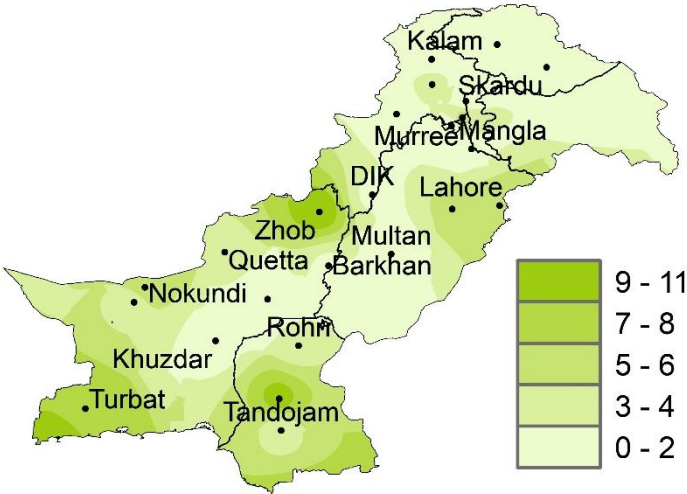 Kalam
Skardu
Murree
Mangla
DIK
Lahore
Zhob
Multan
Quetta
Barkhan
Nokundi
Rohri
Khuzdar
Turbat
Tandojam
9 - 11
7 - 8
5 - 6
3 - 4
0 - 2